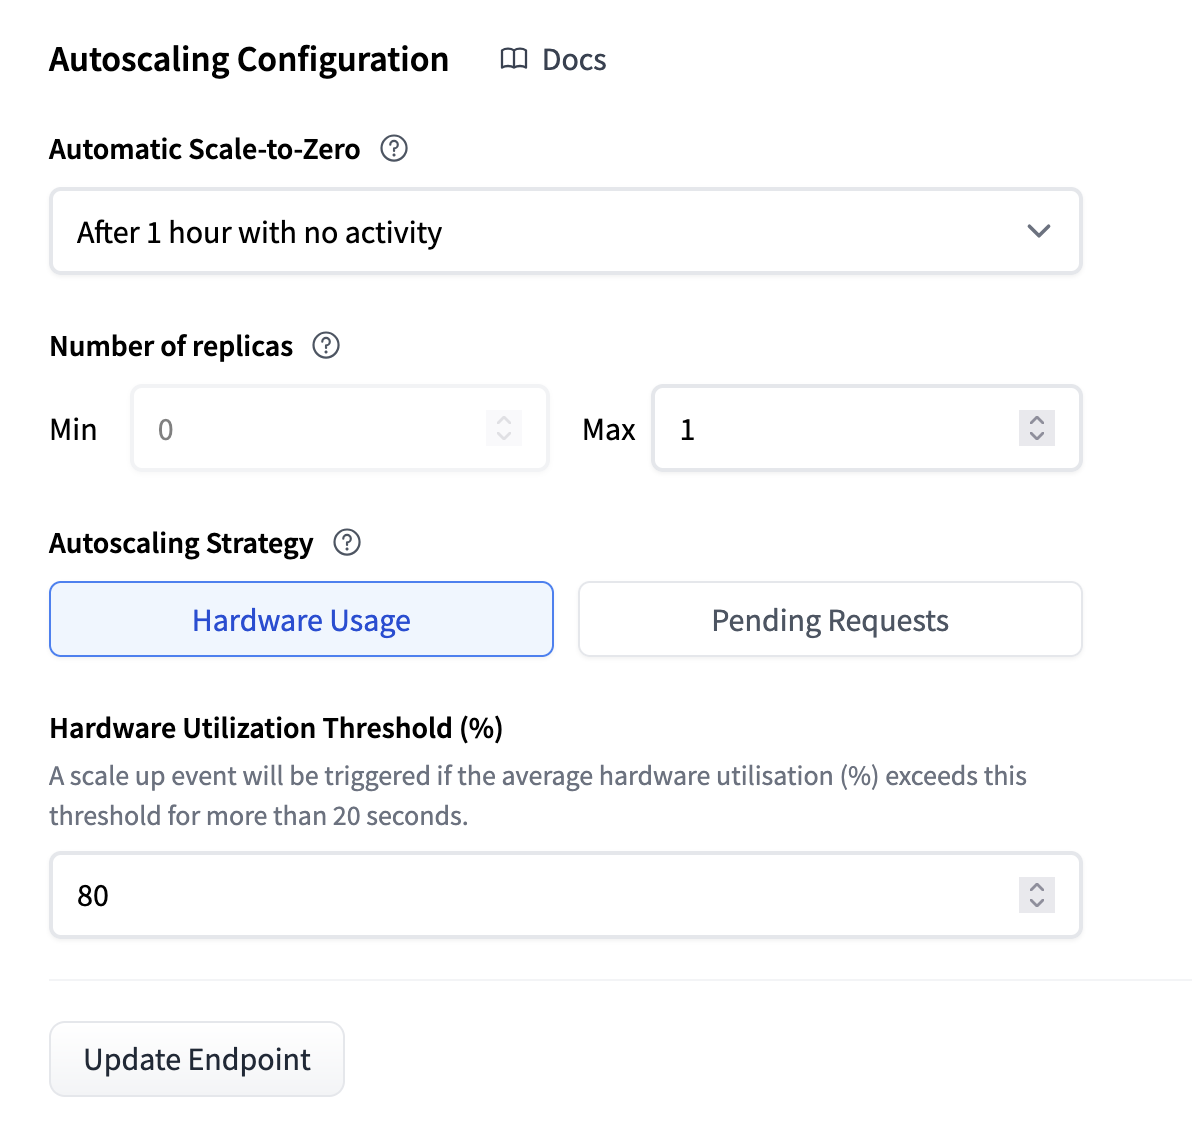 Autoscaling Configuration Docs
Automatic Scale-to-Zero
After 1 hour with no activity
Number of replicas
Min 0 Max 1
Autoscaling Strategy
Hardware Usage Pending Requests
Hardware Utilization Threshold (%)
A scale up event will be triggered if the average hardware utilisation (%) exceeds this
threshold for more than 20 seconds.
80
Update Endpoint